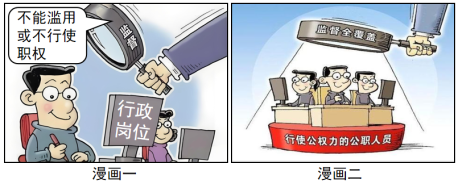 不能滥用
或不行使
职权
监督
行政
岗位
漫画一
监督全覆盖
行使公权力的公职人员
漫画二